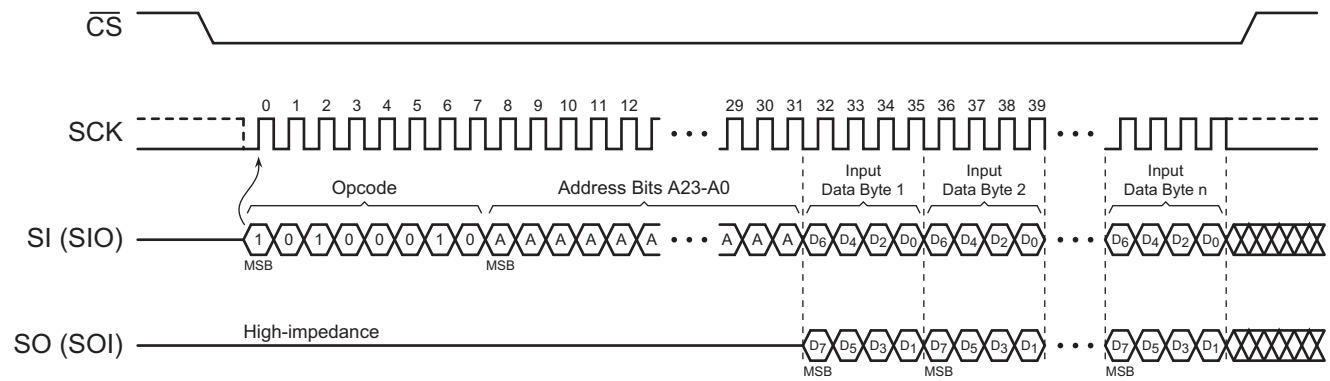 CS
0 1 2 3 4 5 6 7 8 9 10 11 12 29 30 31 32 33 34 35 36 37 38 39
SCK
Opcode Address Bits A23-A0 Input Data Byte 1 Input Data Byte 2 Input Data Byte n
SI (SIO) 1 0 1 0 0 0 1 0 A A A A A A A A A D6 D4 D2 D0 D6 D4 D2 D0 D6 D4 D2 D0
MSB MSB
High-impedance
SO (SOI) D7 D5 D3 D1 D7 D5 D3 D1 D7 D5 D3 D1
MSB MSB MSB